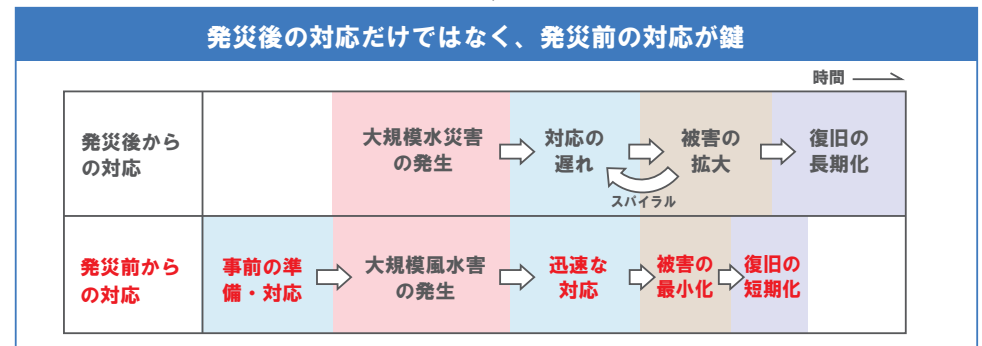 発災後の対応だけではなく、発災前の対応が鍵
時間
発災後から
の対応
大規模水災害
の発生
対応の
遅れ
被害の
拡大
復旧の
長期化
スパイラル
発災前から
の対応
事前の準
備・対応
大規模風水害
の発生
迅速な
対応
被害の
最小化
復旧の
短期化